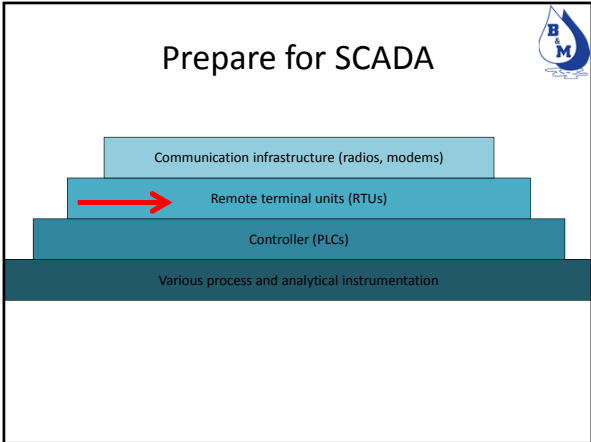 Prepare for SCADA
B
&
M
Communication infrastructure (radios, modems)
Remote terminal units (RTUs)
Controller (PLCs)
Various process and analytical instrumentation